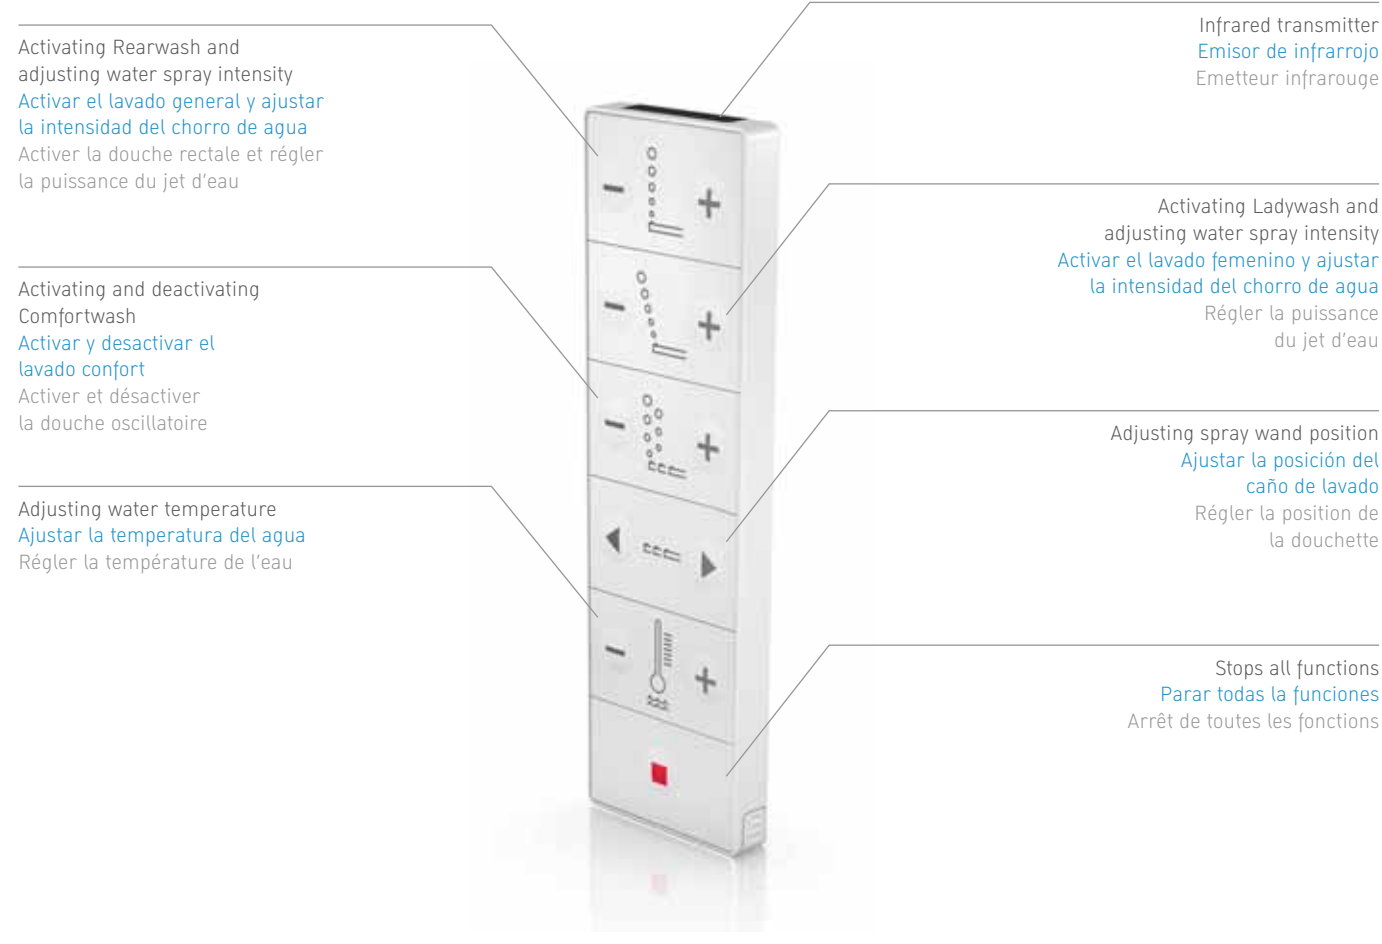 Activating Rearwash and
adjusting water spray intensity
Activar el lavado general y ajustar
la intensidad del chorro de agua
Activer la douche rectale et régler
la puissance du jet d'eau
Activating and deactivating
Comfortwash
Activar y desactivar el
lavado confort
Activer et désactiver
la douche oscillatoire
Adjusting water temperature
Ajustar la temperatura del agua
Régler la température de l'eau
Infrared transmitter
Emisor de infrarrojo
Emetteur infrarouge
Activating Ladywash and
adjusting water spray intensity
Activar el lavado femenino y ajustar
la intensidad del chorro de agua
Régler la puissance
du jet d'eau
Adjusting spray wand position
Ajustar la posición del
caño de lavado
Régler la position de
la douchette
Stops all functions
Parar todas la funciones
Arrêt de toutes les fonctions